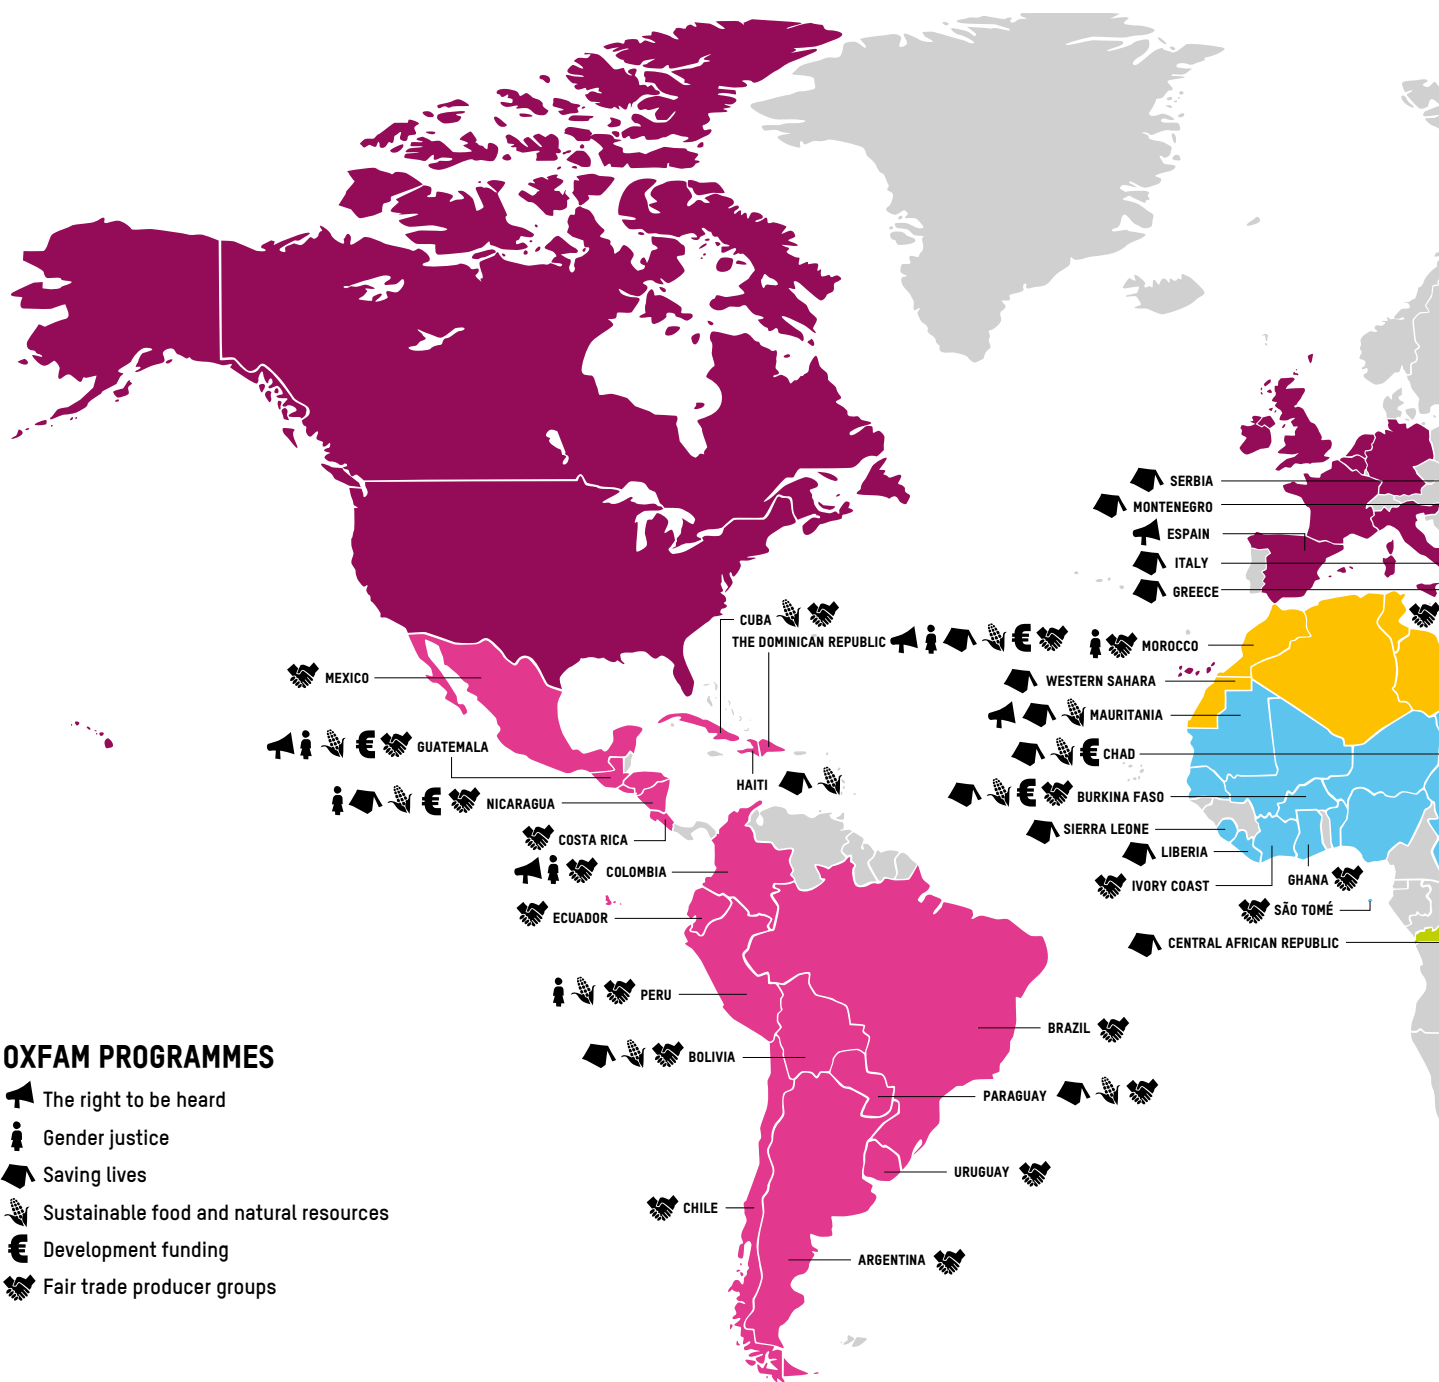 SERBIA
MONTENEGRO
ESPAIN
ITALY
GREECE
CUBA
THE DOMINICAN REPUBLIC
MOROCCO
MEXICO
WESTERN SAHARA
MAURITANIA
GUATEMALA
CHAD
HAITI
NICARAGUA
BURKINA FASO
SIERRA LEONE
COSTA RICA
LIBERIA
COLOMBIA
IVORY COAST
GHANA
ECUADOR
SÃO TOMÉ
CENTRAL AFRICAN REPUBLIC
PERU
BRAZIL
BOLIVIA
PARAGUAY
URUGUAY
CHILE
ARGENTINA
OXFAM PROGRAMMES
The right to be heard
Gender justice
Saving lives
Sustainable food and natural resources
€ Development funding
Fair trade producer groups